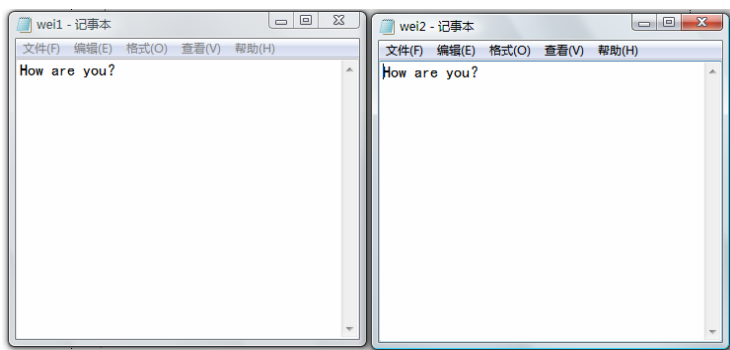 wei1 - 记事本
文件(F) 编辑(E) 格式(O) 查看(V) 帮助(H)
How are you?
wei2 - 记事本
文件(F) 编辑(E) 格式(O) 查看(V) 帮助(H)
How are you?